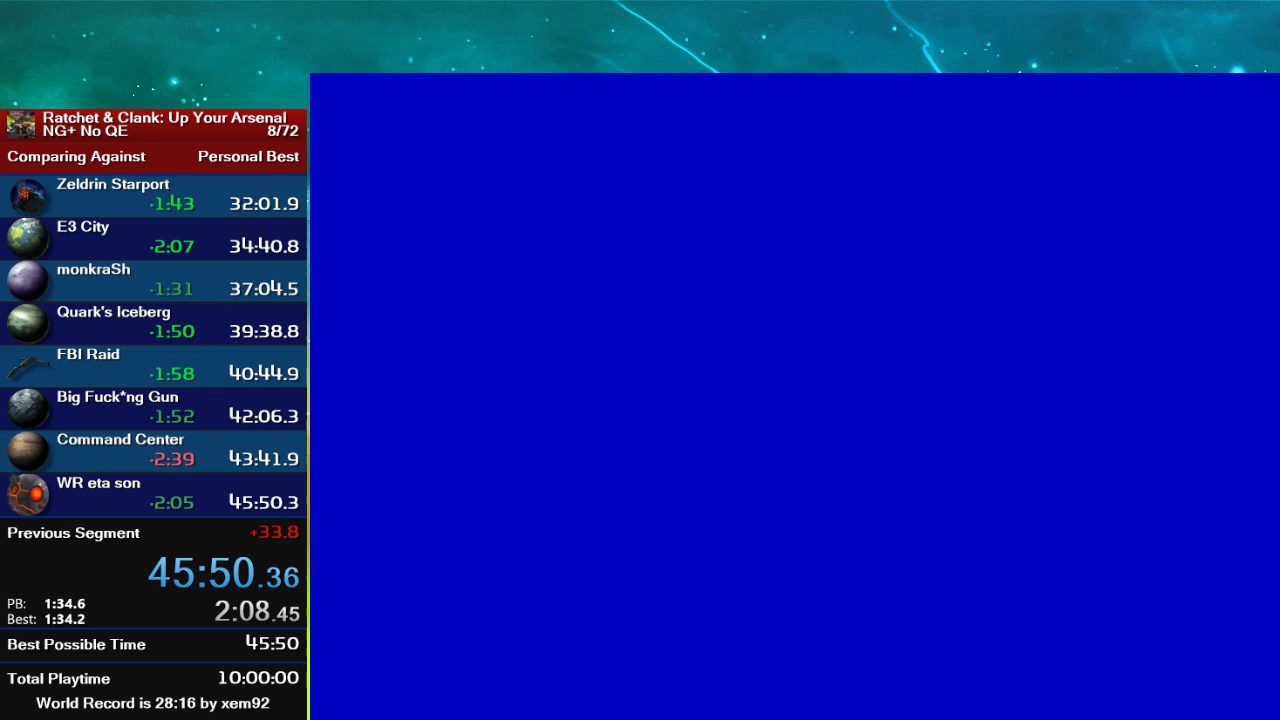 Ratchet & Clank: Up Your Arsenal
NG+ No QE 8/72
Comparing Against Personal Best
Zeldrin Starport
-1:43 32:01.9
E3 City
-2:07 34:40.8
monkraSh
-1:31 37:04.5
Quark's Iceberg
-1:50 39:38.8
FBI Raid
-1:58 40:44.9
Big Fuck*ng Gun
-1:52 42:06.3
Command Center
-2:39 43:41.9
WR eta son
-2:05 45:50.3
Previous Segment +33.8
45:50.36
PB: 1:34.6
Best: 1:34.2
2:08.45
Best Possible Time 45:50
Total Playtime 10:00:00
World Record is 28:16 by xem92